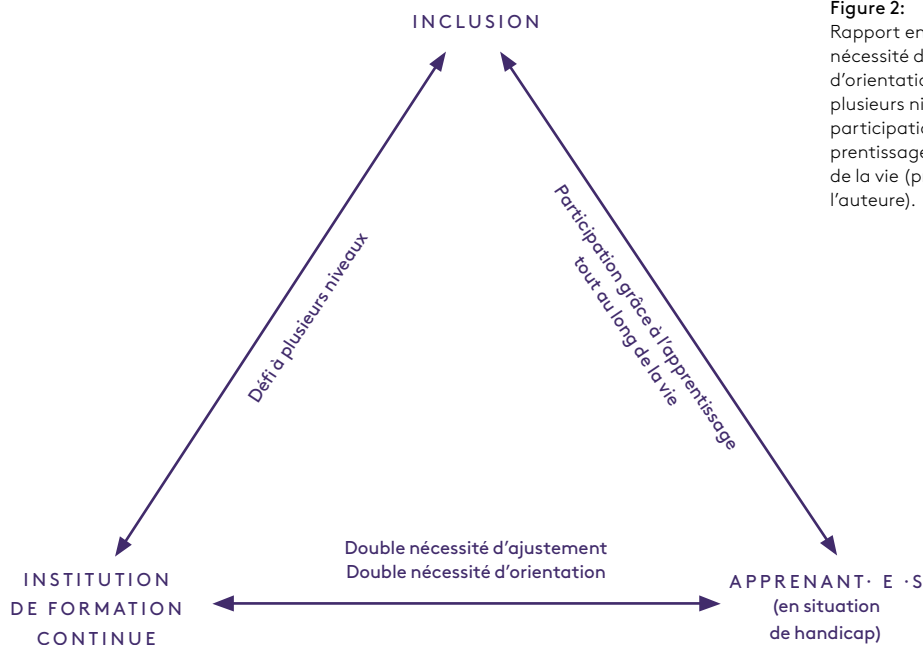 INCLUSION
Figure 2:
Rapport en
nécessité d
d'orientatio
plusieurs ni
participatio
prentissage
de la vie (p
l'auteure).
Défi à plusieurs niveaux
Participation grâce à l'apprentissage
tout au long de la vie
Double nécessité d'ajustement
Double nécessité d'orientation
INSTITUTION
DE FORMATION
CONTINUE
APPRENANT· E ·S
(en situation
de handicap)